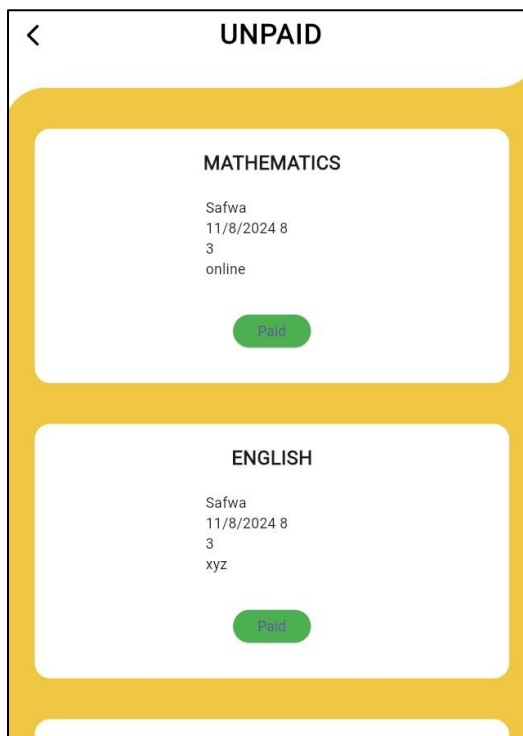 UNPAID
MATHEMATICS
Safwa
11/8/2024 8
3
online
Paid
ENGLISH
Safwa
11/8/2024 8
3
xyz
Paid